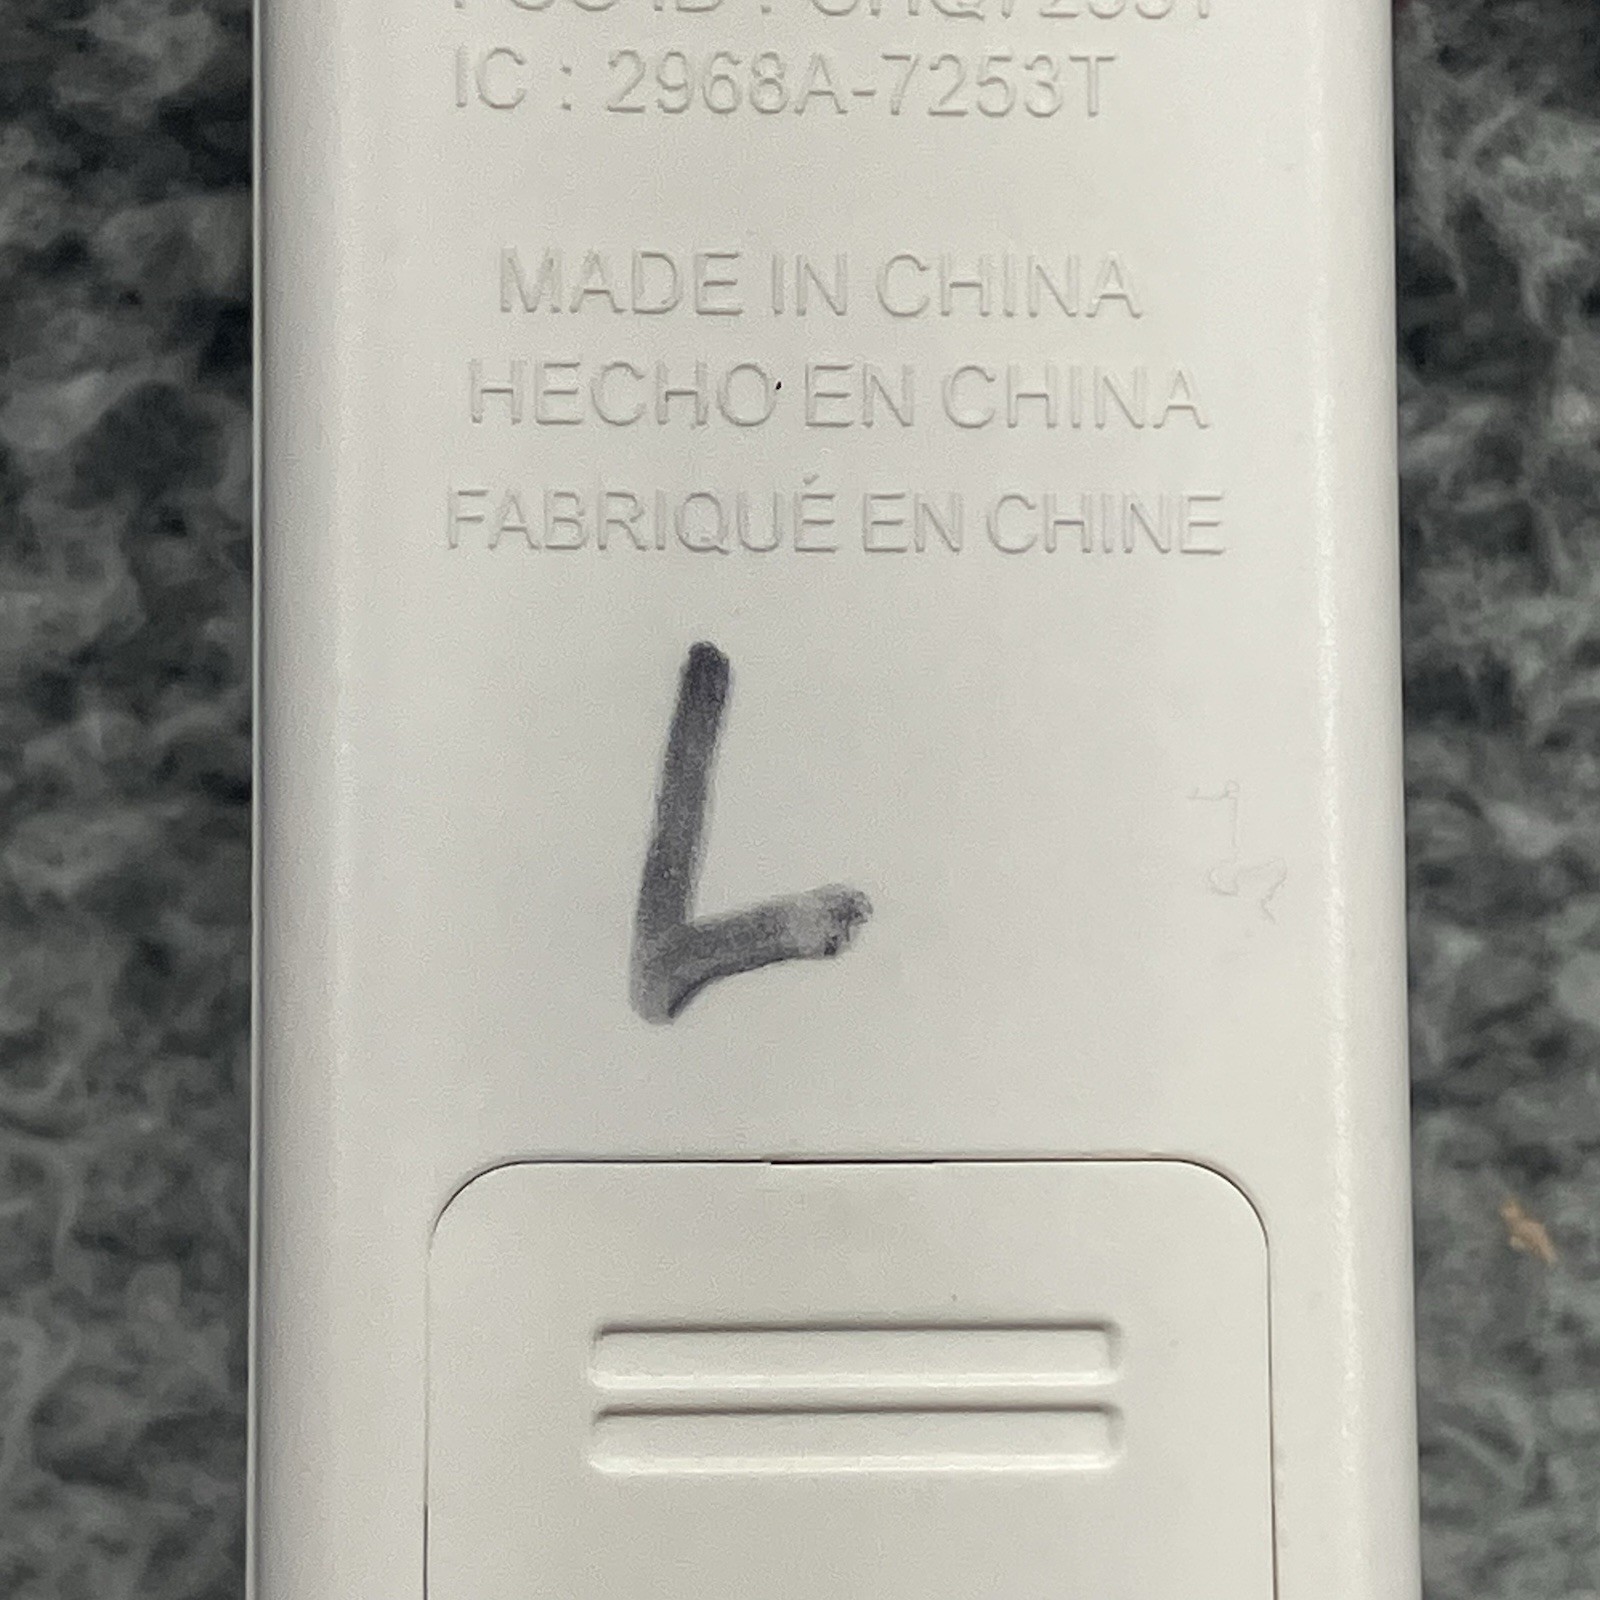 IC : 2968A-7253T
MADE IN CHINA
HECHO EN CHINA
FABRIQUÉ EN CHINE
L